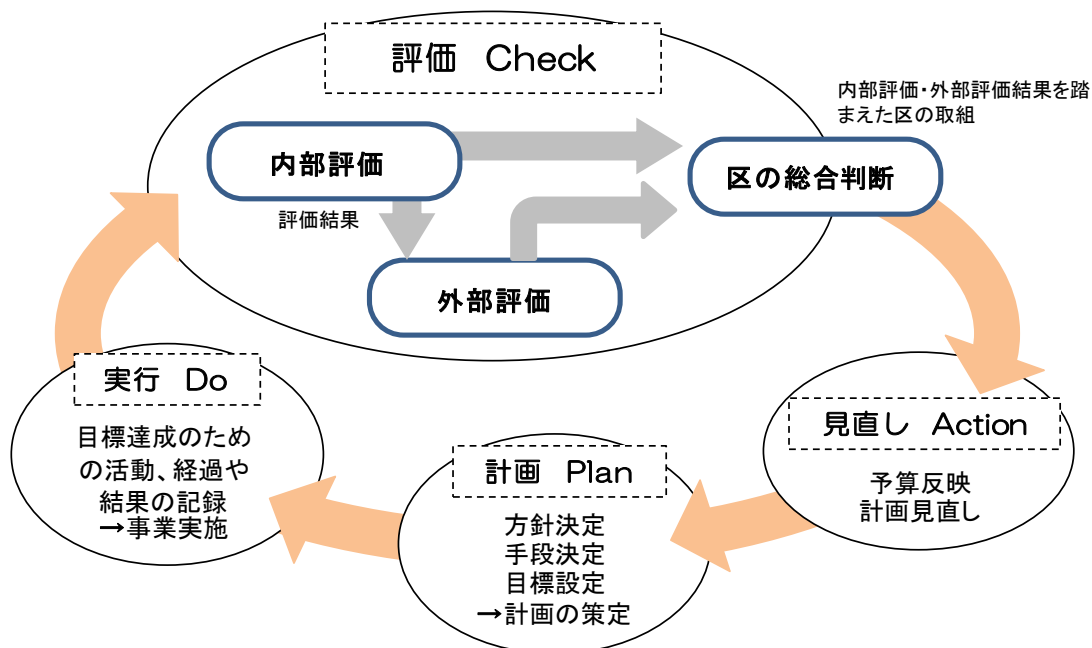 評価　Check
内部評価・外部評価結果を踏
まえた区の取組
内部評価
区の総合判断
評価結果
外部評価
実行　Do
目標達成のため
の活動、経過や
結果の記録
→事業実施
計画　Plan
方針決定
手段決定
目標設定
→計画の策定
見直し　Action
予算反映
計画見直し